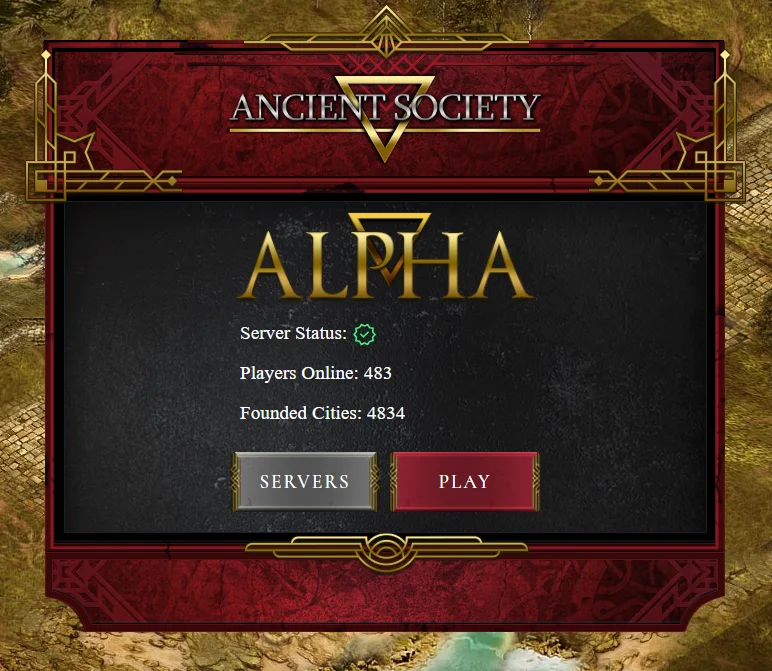 ANCIENT SOCIETY
ALPHA
Server Status:
Players Online: 483
Founded Cities: 4834
SERVERS
PLAY